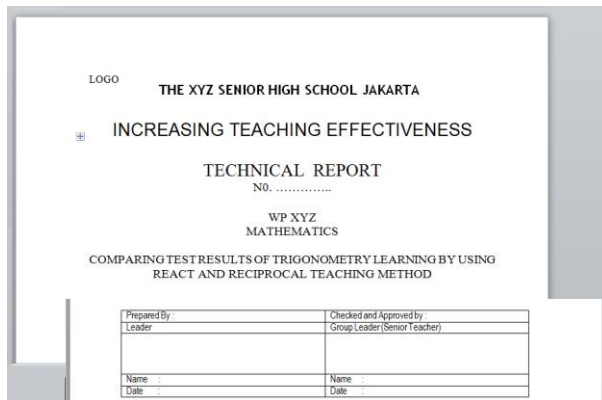 LOGO
THE XYZ SENIOR HIGH SCHOOL JAKARTA
INCREASING TEACHING EFFECTIVENESS
TECHNICAL REPORT
N0. …………..
WP XYZ
MATHEMATICS
COMPARING TEST RESULTS OF TRIGONOMETRY LEARNING BY USING
REACT AND RECIPROCAL TEACHING METHOD
Prepared By : Checked and Approved by :
Leader Group Leader (Senior Teacher)
Name : Name :
Date : Date :